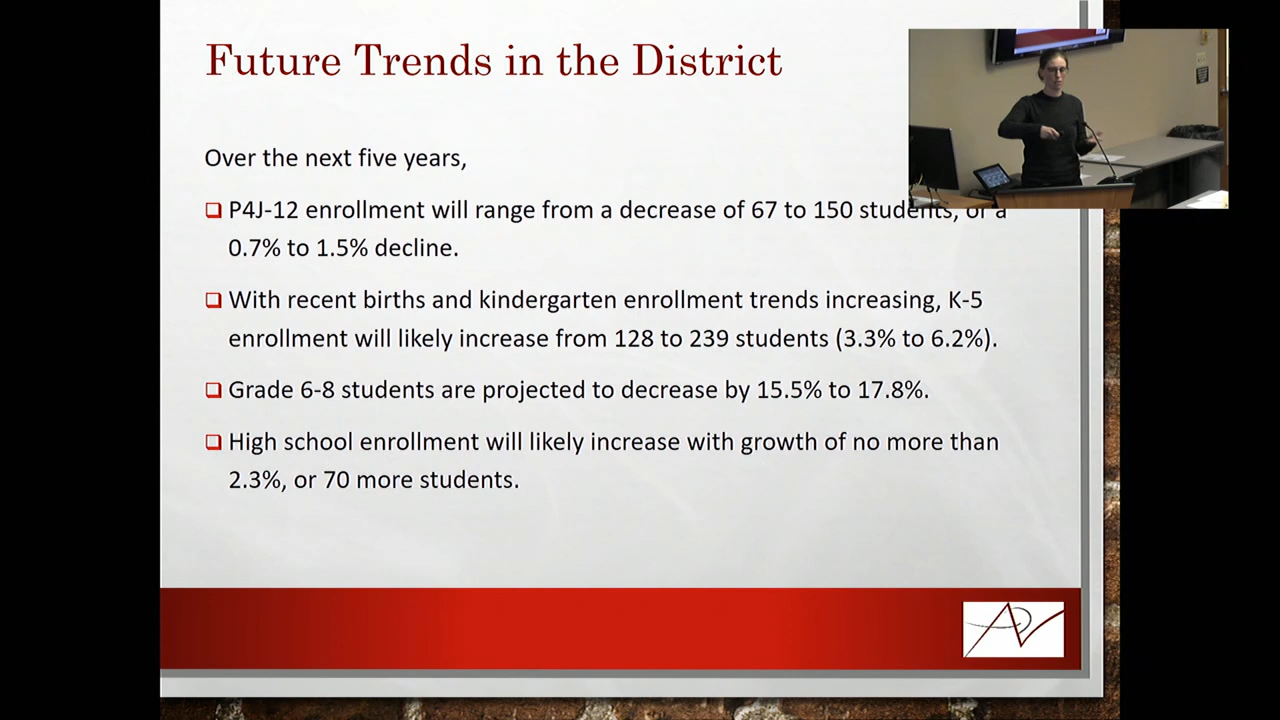 Future Trends in the District
Over the next five years,
P4J-12 enrollment will range from a decrease of 67 to 150 students, or a
0.7% to 1.5% decline.
With recent births and kindergarten enrollment trends increasing, K-5
enrollment will likely increase from 128 to 239 students (3.3% to 6.2%).
Grade 6-8 students are projected to decrease by 15.5% to 17.8%.
High school enrollment will likely increase with growth of no more than
2.3%, or 70 more students.